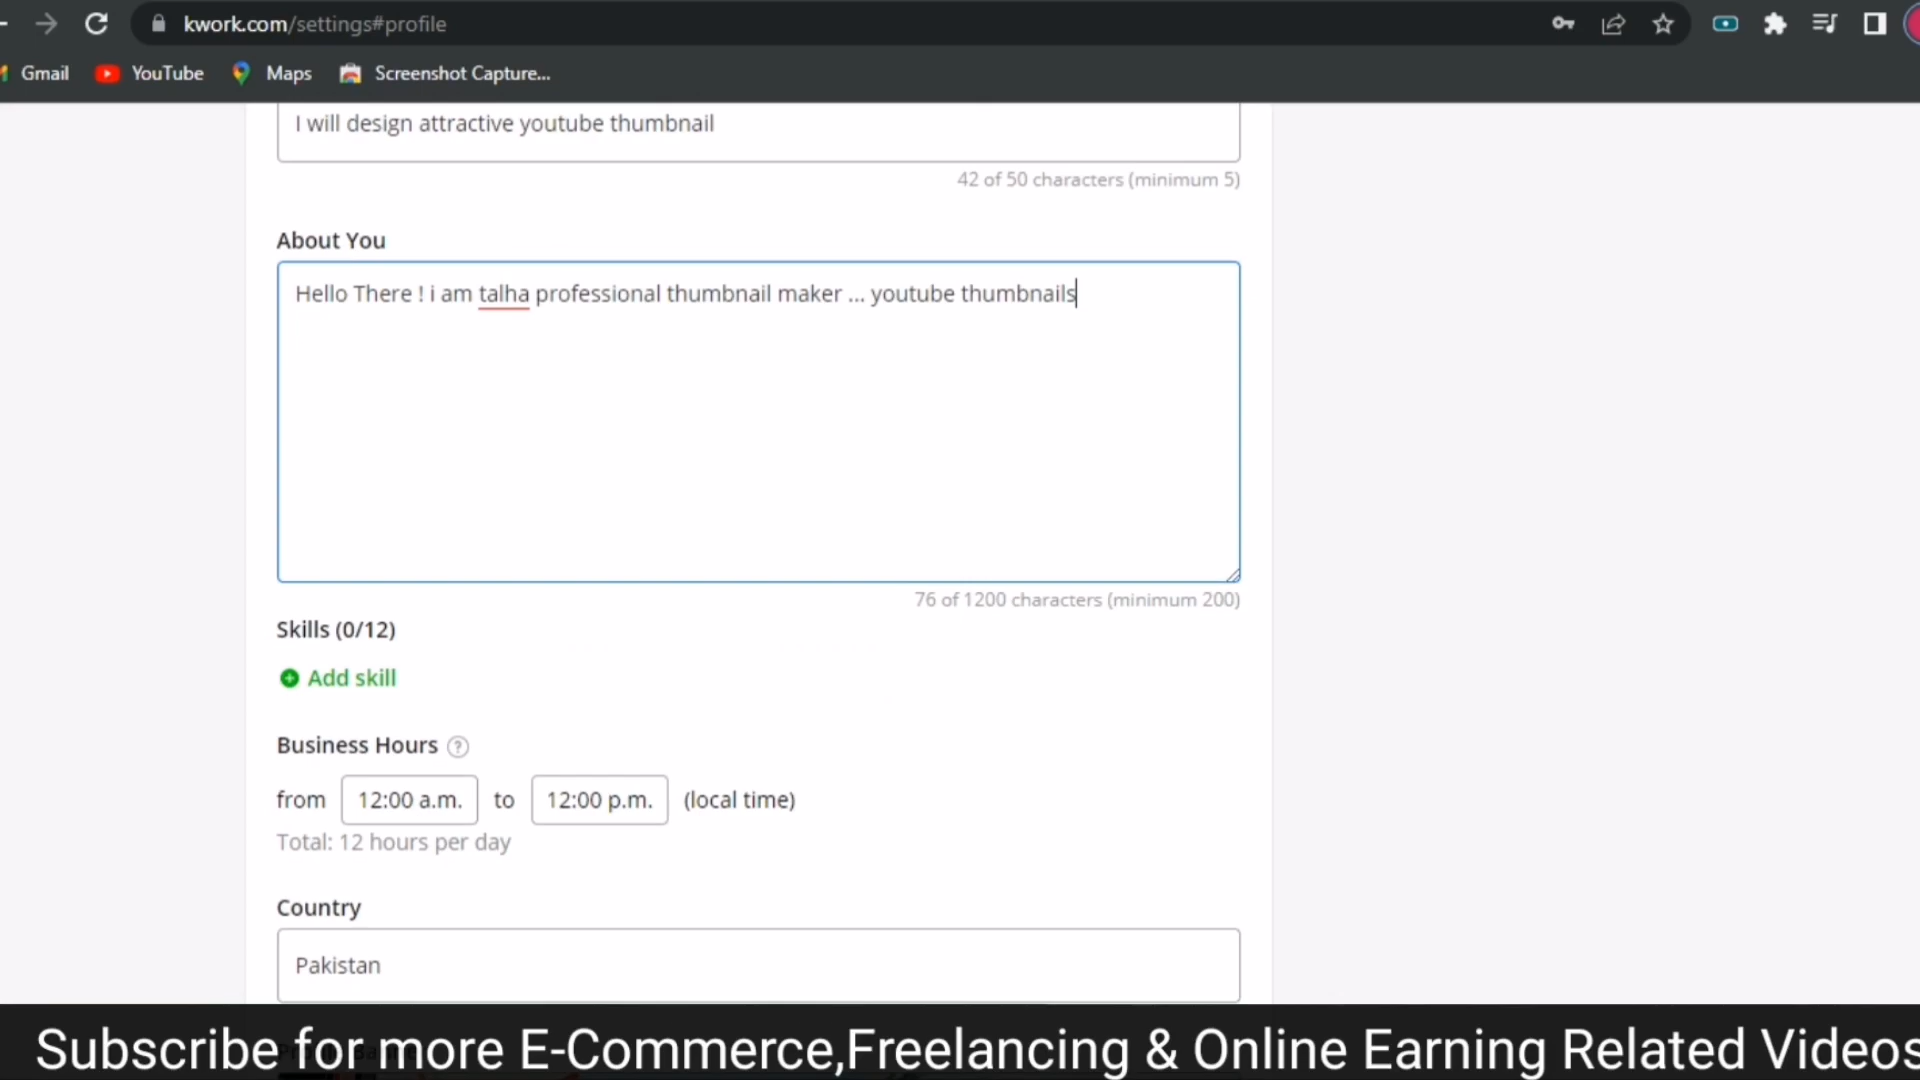 kwork.com/settings#profile
Gmail YouTube Maps Screenshot Capture...
I will design attractive youtube thumbnail
42 of 50 characters (minimum 5)
About You
Hello There ! i am talha professional thumbnail maker ... youtube thumbnails
76 of 1200 characters (minimum 200)
Skills (0/12)
Add skill
Business Hours ?
from 12:00 a.m. to 12:00 p.m. (local time)
Total: 12 hours per day
Country
Pakistan
Subscribe for more E-Commerce,Freelancing & Online Earning Related Videos